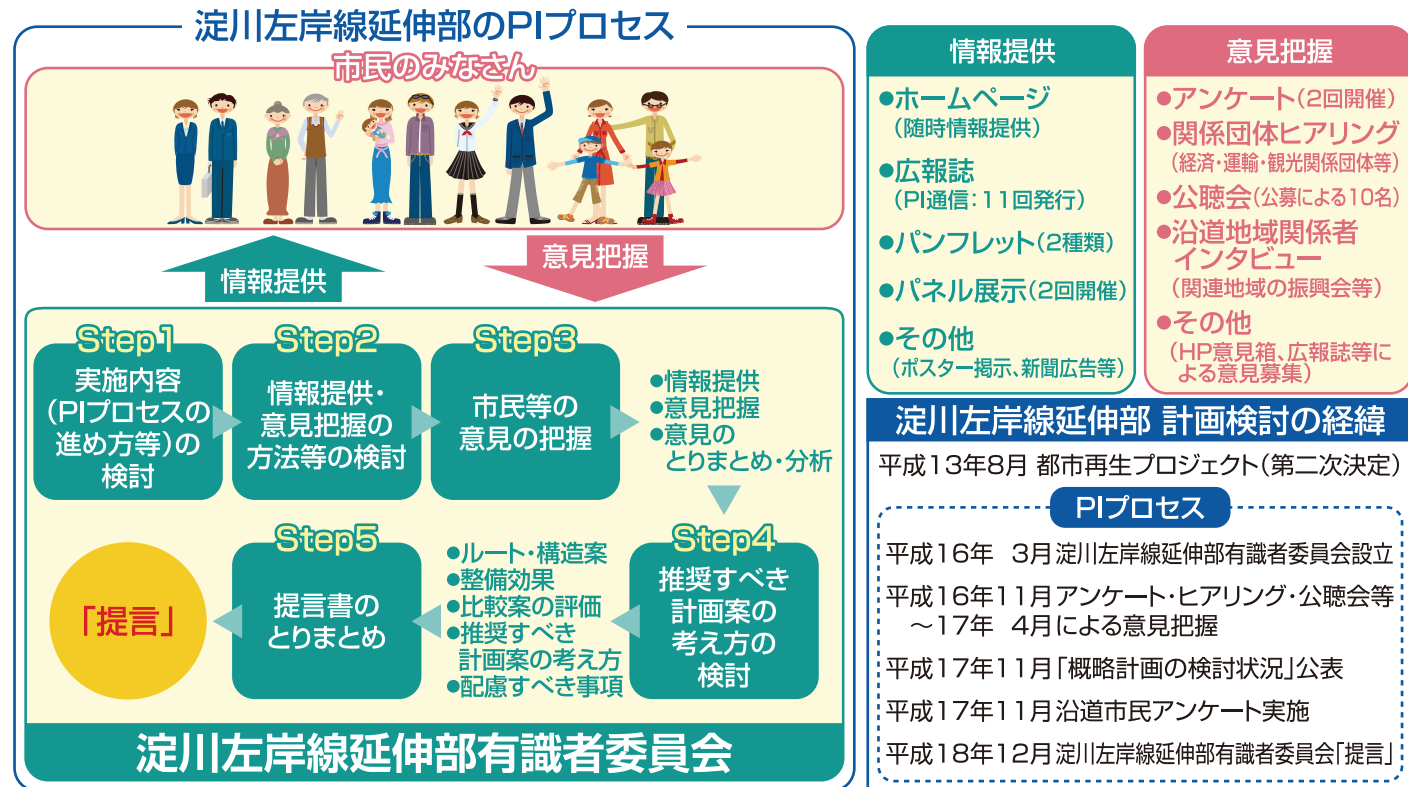 淀川左岸線延伸部のPIプロセス
市民のみなさん
情報提供
意見把握
Step1
実施内容
（PIプロセスの
進め方等）の
検討
Step2
情報提供・
意見把握の
方法等の検討
Step3
市民等の
意見の把握
●情報提供
●意見把握
●意見の
とりまとめ・分析
Step4
推奨すべき
計画案の
考え方の
検討
●ルート・構造案
●整備効果
●比較案の評価
●推奨すべき
計画案の考え方
●配慮すべき事項
Step5
提言書の
とりまとめ
「提言」
淀川左岸線延伸部有識者委員会
情報提供
●ホームページ
（随時情報提供）
●広報誌
（PI通信：11回発行）
●パンフレット（2種類）
●パネル展示（2回開催）
●その他
（ポスター掲示、新聞広告等）
意見把握
●アンケート（2回開催）
●関係団体ヒアリング
（経済・運輸・観光関係団体等）
●公聴会（公募による10名）
●沿道地域関係者
インタビュー
（関連地域の振興会等）
●その他
（HP意見箱、広報誌等に
よる意見募集）
淀川左岸線延伸部 計画検討の経緯
平成13年8月 都市再生プロジェクト（第二次決定）
PIプロセス
平成16年 3月 淀川左岸線延伸部有識者委員会設立
平成16年11月 アンケート・ヒアリング・公聴会等
～17年 4月 による意見把握
平成17年11月 「概略計画の検討状況」公表
平成17年11月 沿道市民アンケート実施
平成18年12月 淀川左岸線延伸部有識者委員会「提言」